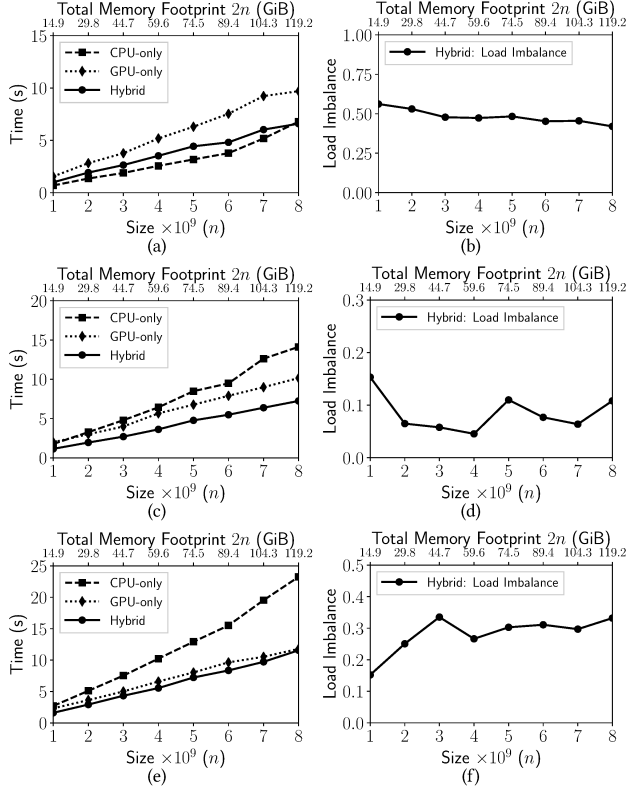 Total Memory Footprint 2n (GiB)
14.9 29.8 44.7 59.6 74.5 89.4 104.3 119.2
15
10
5
0
Time (s)
CPU-only
GPU-only
Hybrid
1 2 3 4 5 6 7 8
Size ×10⁹ (n)
(a)
Total Memory Footprint 2n (GiB)
14.9 29.8 44.7 59.6 74.5 89.4 104.3 119.2
1.00
0.75
0.50
0.25
0.00
Load Imbalance
Hybrid: Load Imbalance
1 2 3 4 5 6 7 8
Size ×10⁹ (n)
(b)
Total Memory Footprint 2n (GiB)
14.9 29.8 44.7 59.6 74.5 89.4 104.3 119.2
20
15
10
5
0
Time (s)
CPU-only
GPU-only
Hybrid
1 2 3 4 5 6 7 8
Size ×10⁹ (n)
(c)
Total Memory Footprint 2n (GiB)
14.9 29.8 44.7 59.6 74.5 89.4 104.3 119.2
0.3
0.2
0.1
0.0
Load Imbalance
Hybrid: Load Imbalance
1 2 3 4 5 6 7 8
Size ×10⁹ (n)
(d)
Total Memory Footprint 2n (GiB)
14.9 29.8 44.7 59.6 74.5 89.4 104.3 119.2
25
20
15
10
5
0
Time (s)
CPU-only
GPU-only
Hybrid
1 2 3 4 5 6 7 8
Size ×10⁹ (n)
(e)
Total Memory Footprint 2n (GiB)
14.9 29.8 44.7 59.6 74.5 89.4 104.3 119.2
0.5
0.4
0.3
0.2
0.1
0.0
Load Imbalance
Hybrid: Load Imbalance
1 2 3 4 5 6 7 8
Size ×10⁹ (n)
(f)